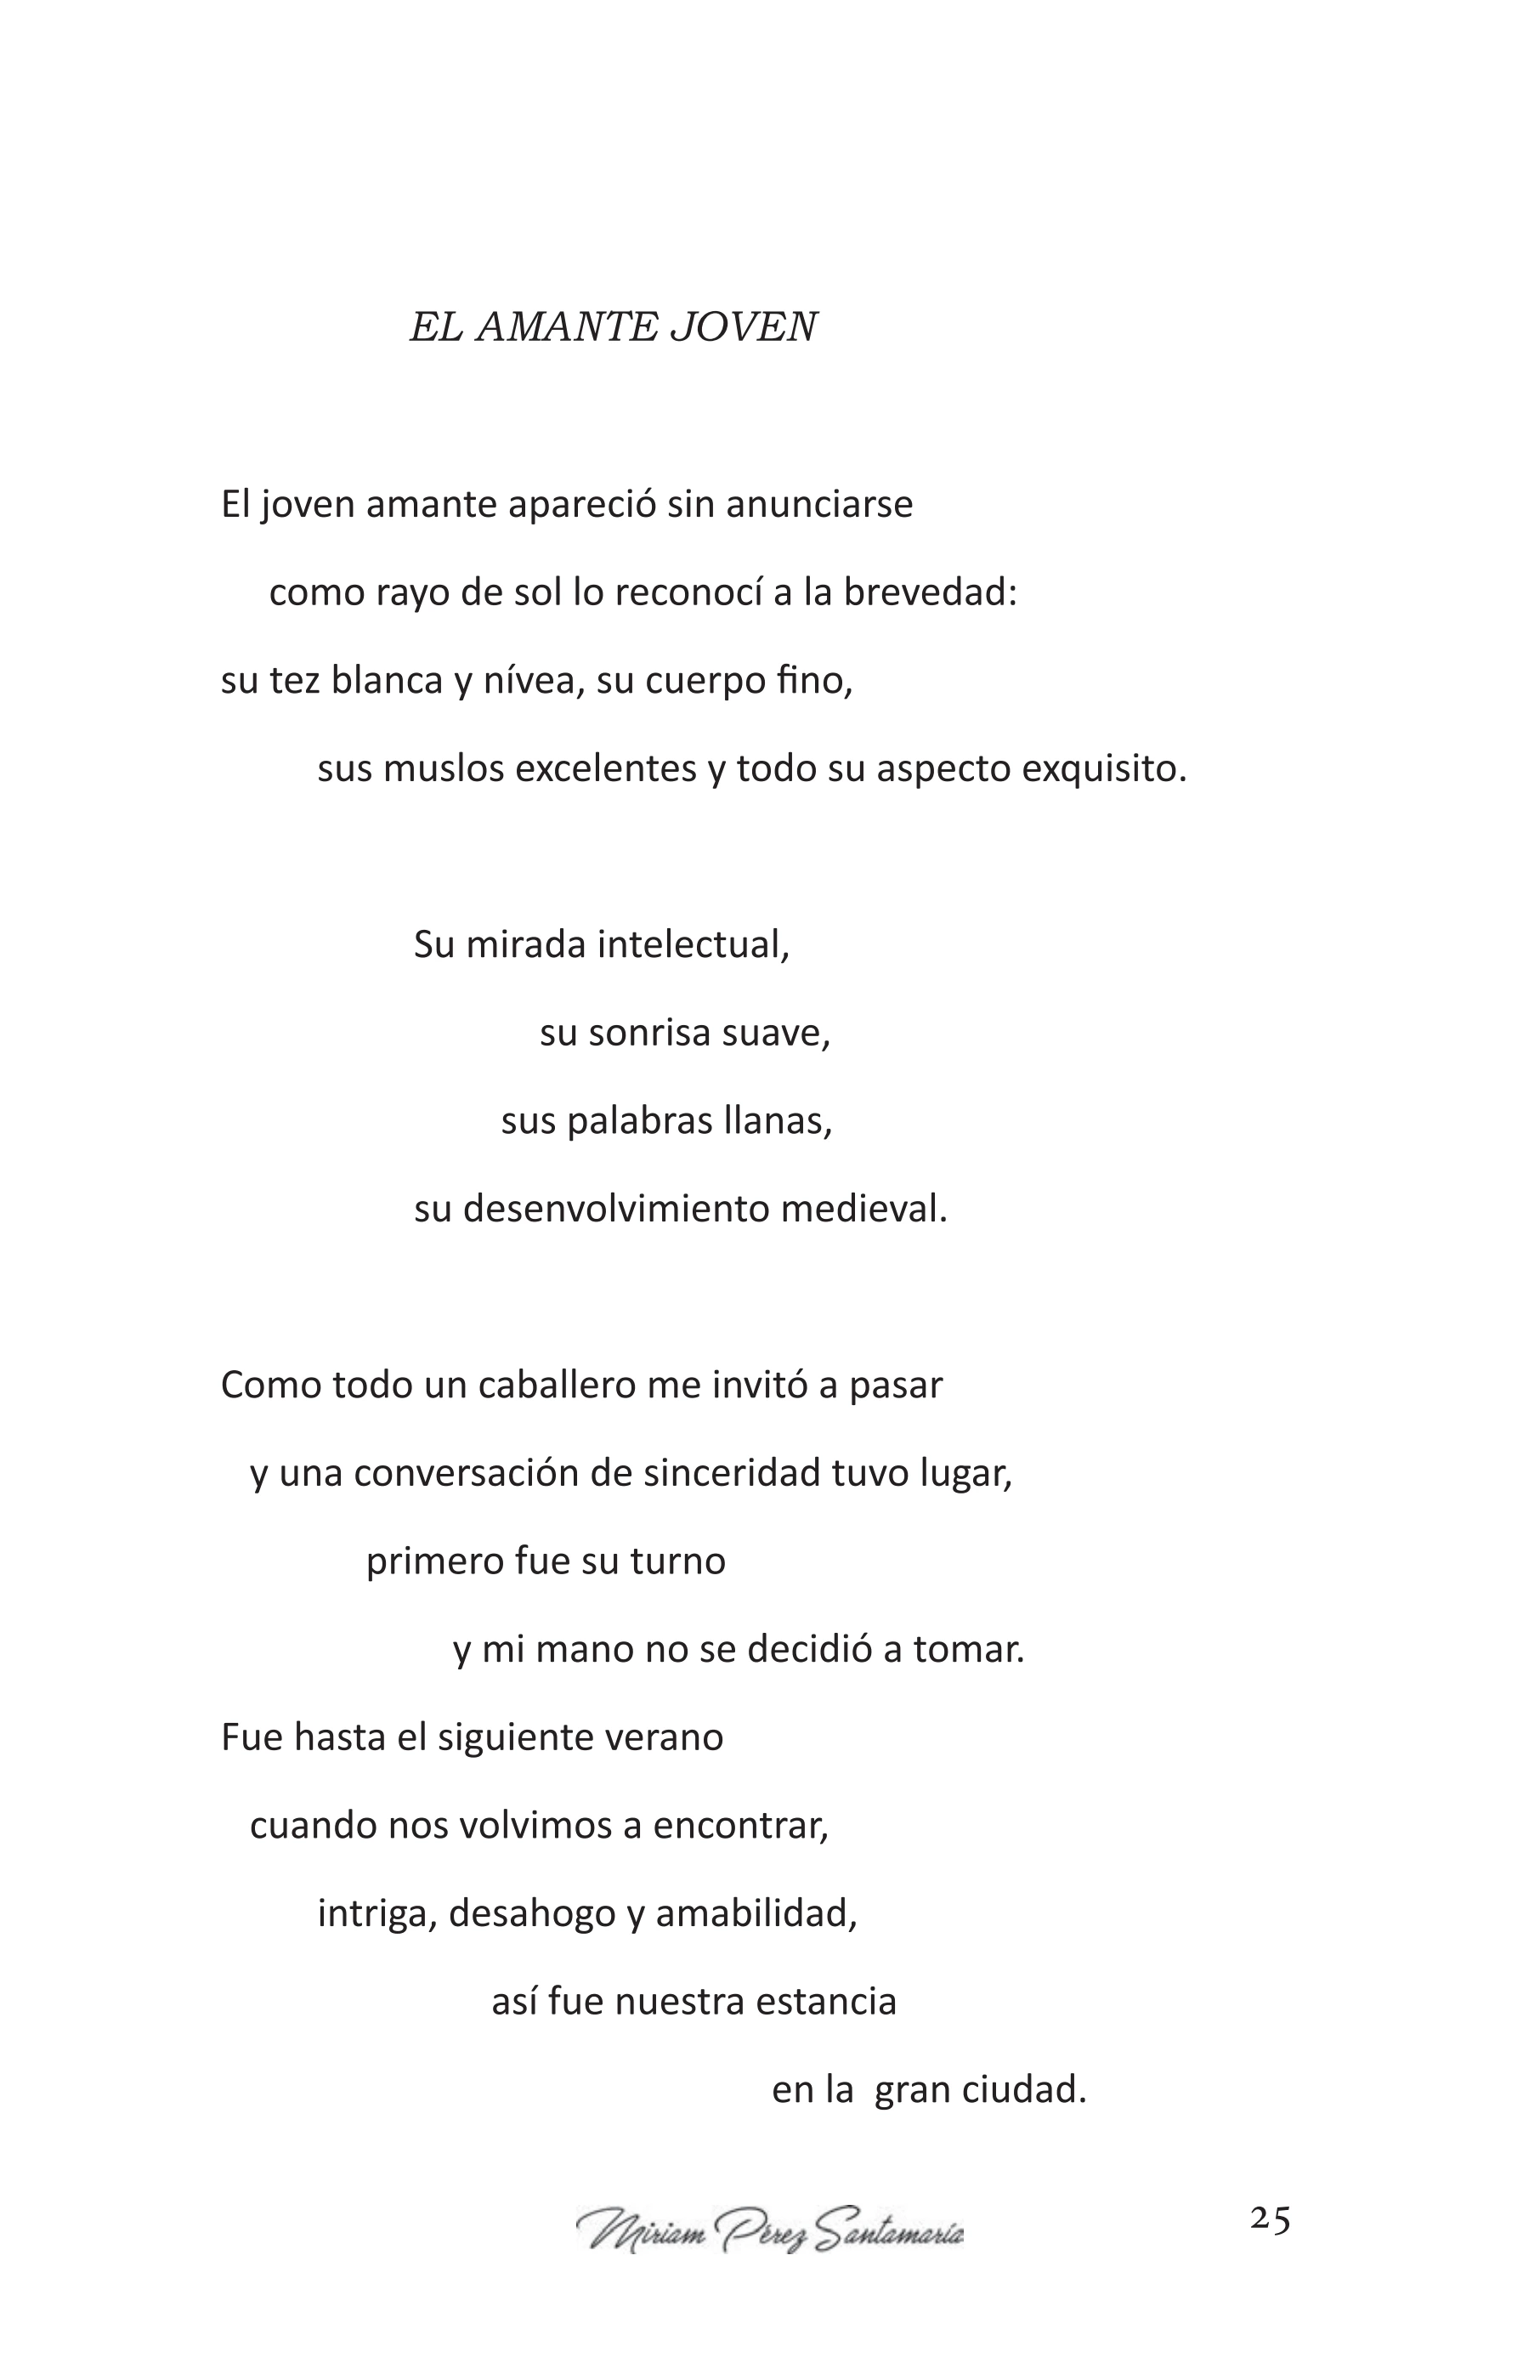 EL AMANTE JOVEN
El joven amante apareció sin anunciarse
como rayo de sol lo reconocí a la brevedad:
su tez blanca y nívea, su cuerpo fino,
sus muslos excelentes y todo su aspecto exquisito.
Su mirada intelectual,
su sonrisa suave,
sus palabras llanas,
su desenvolvimiento medieval.
Como todo un caballero me invitó a pasar
y una conversación de sinceridad tuvo lugar,
primero fue su turno
y mi mano no se decidió a tomar.
Fue hasta el siguiente verano
cuando nos volvimos a encontrar,
intriga, desahogo y amabilidad,
así fue nuestra estancia
en la  gran ciudad.
Miriam Pérez Santamaría
25